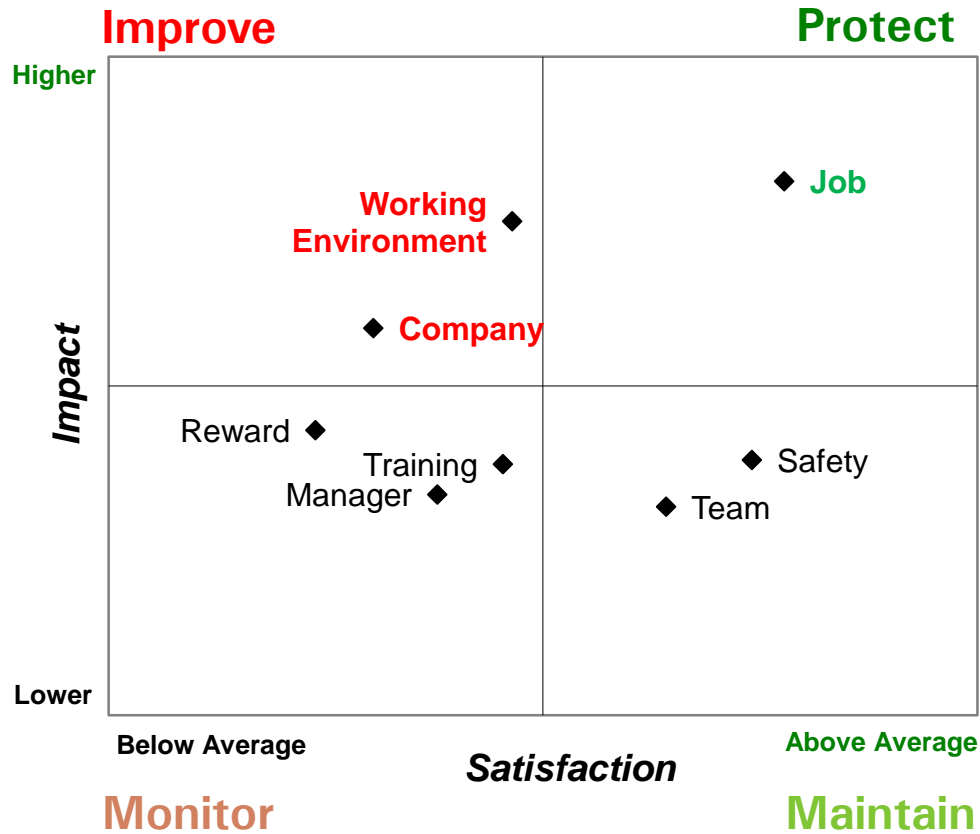 Improve
Protect
Higher
Job
Working
Environment
Company
Impact
Reward
Training
Safety
Manager
Team
Lower
Below Average
Above Average
Satisfaction
Monitor
Maintain